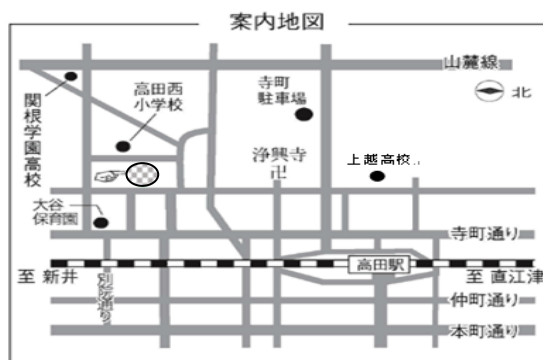 案内地図
山麓線
北
関根学園高校
高田西
小学校
寺町
駐車場
浄興寺
卍
上越高校
大谷
保育園
寺町通り
高田駅
至 新井
至 直江津
別院通り
仲町通り
本町通り